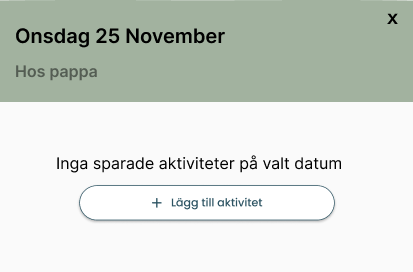 X
Onsdag 25 November
Hos pappa
Inga sparade aktiviteter på valt datum
+ Lägg till aktivitet